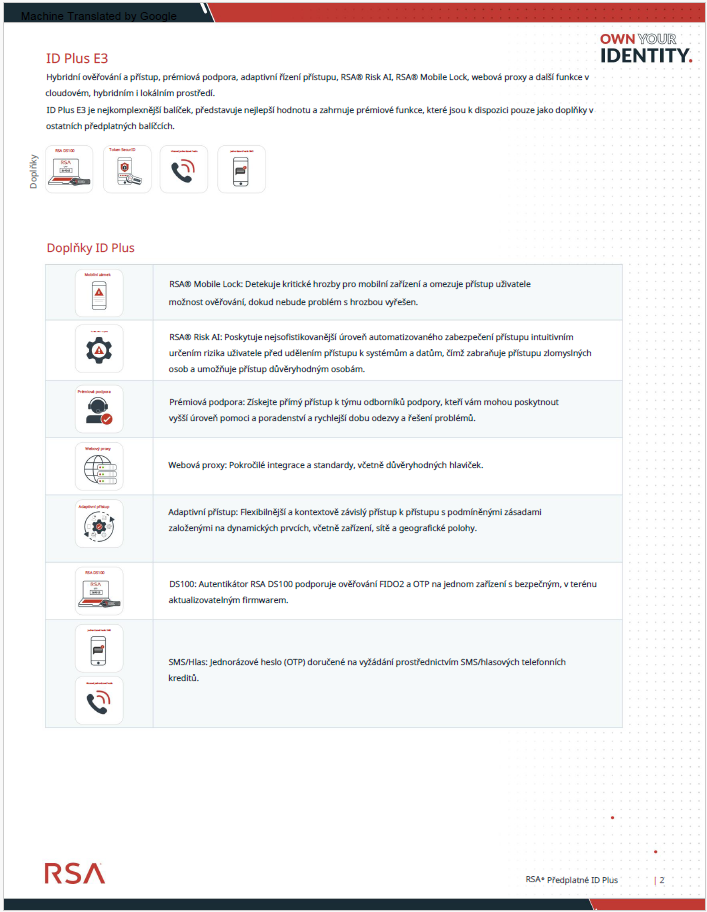 Machine Translated by Google
OWN YOUR
IDENTITY.
ID Plus E3
Hybridní ověřování a přístup, prémiová podpora, adaptivní řízení přístupu, RSA® Risk AI, RSA® Mobile Lock, webová proxy a další funkce v
cloudovém, hybridním i lokálním prostředí.
ID Plus E3 je nejkomplexnější balíček, představuje nejlepší hodnotu a zahrnuje prémiové funkce, které jsou k dispozici pouze jako doplňky v
ostatních předplatných balíčcích.
Doplňky
RSA DS100
RSA
Token SecurID
Doplňky ID Plus
Mobilní zámek
RSA® Mobile Lock: Detekuje kritické hrozby pro mobilní zařízení a omezuje přístup uživatele
možnost ověřování, dokud nebude problém s hrozbou vyřešen.
RSA® Risk AI: Poskytuje nejsofistikovanější úroveň automatizovaného zabezpečení přístupu intuitivním
určením rizika uživatele před udělením přístupu k systémům a datům, čímž zabraňuje přístupu zlomyslných
osob a umožňuje přístup důvěryhodným osobám.
Prémiová podpora
Prémiová podpora: Získejte přímý přístup k týmu odborníků podpory, kteří vám mohou poskytnout
vyšší úroveň pomoci a poradenství a rychlejší dobu odezvy a řešení problémů.
Webový proxy
Webová proxy: Pokročilé integrace a standardy, včetně důvěryhodných hlaviček.
Adaptivní přístup
Adaptivní přístup: Flexibilnější a kontextově závislý přístup k přístupu s podmíněnými zásadami
založenými na dynamických prvcích, včetně zařízení, sítě a geografické polohy.
RSA DS100
RSA
DS100: Autentikátor RSA DS100 podporuje ověřování FIDO2 a OTP na jednom zařízení s bezpečným, v terénu
aktualizovatelným firmwarem.
SMS/Hlas: Jednorázové heslo (OTP) doručené na vyžádání prostřednictvím SMS/hlasových telefonních
kreditů.
RSA
RSA® Předplatné ID Plus | 2